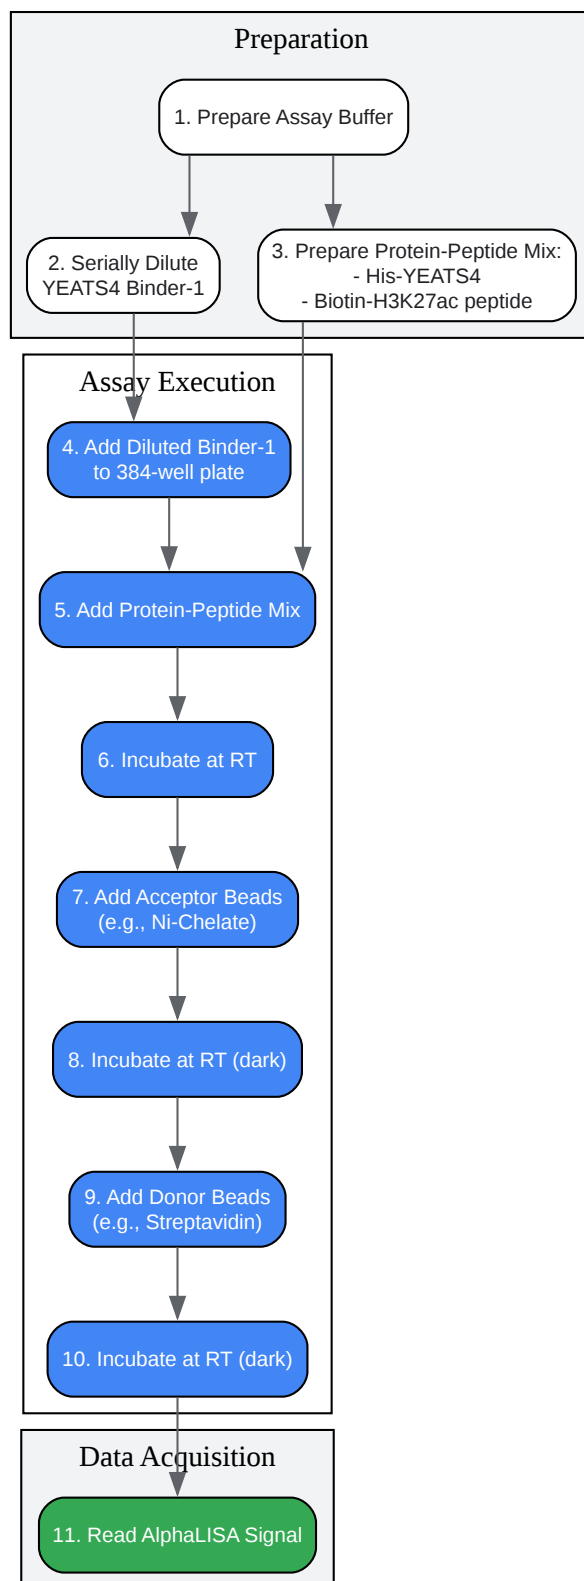 Preparation
1. Prepare Assay Buffer
2. Serially Dilute
YEATS4 Binder-1
3. Prepare Protein-Peptide Mix:
- His-YEATS4
- Biotin-H3K27ac peptide
Assay Execution
4. Add Diluted Binder-1
to 384-well plate
5. Add Protein-Peptide Mix
6. Incubate at RT
7. Add Acceptor Beads
(e.g., Ni-Chelate)
8. Incubate at RT (dark)
9. Add Donor Beads
(e.g., Streptavidin)
10. Incubate at RT (dark)
Data Acquisition
11. Read AlphaLISA Signal